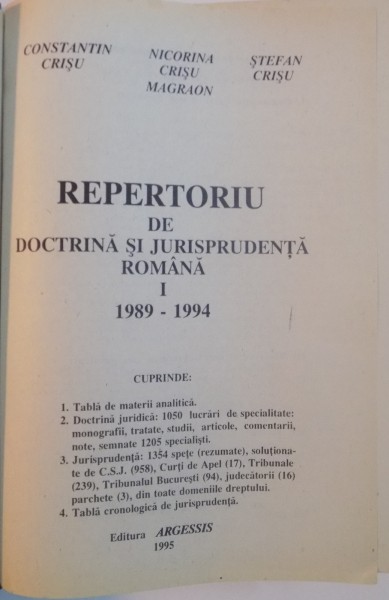 CONSTANTIN CRIŞU
NICORINA CRIŞU MAGRAON
ŞTEFAN CRIŞU
REPERTORIU
DE
DOCTRINĂ ŞI JURISPRUDENŢĂ
ROMÂNĂ
I
1989 - 1994
CUPRINDE:
1. Tablă de materii analitică.
2. Doctrină juridică: 1050 lucrări de specialitate:
monografii, tratate, studii, articole, comentarii,
note, semnate 1205 specialişti.
3. Jurisprudenţă: 1354 speţe (rezumate), soluţiona-
te de C.S.J. (958), Curţi de Apel (17), Tribunale
(239), Tribunalul Bucureşti (94), judecătorii (16)
parchete (3), din toate domeniile dreptului.
4. Tablă cronologică de jurisprudenţă.
Editura ARGESSIS
1995